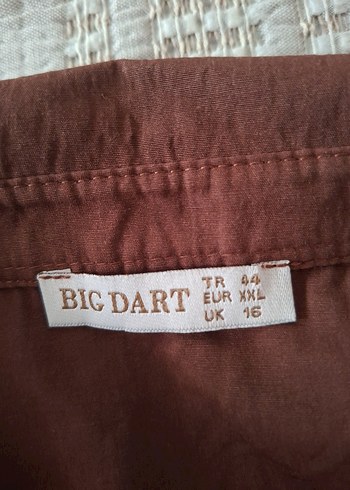 BIG DART
TR 44
EUR XXL
UK 16